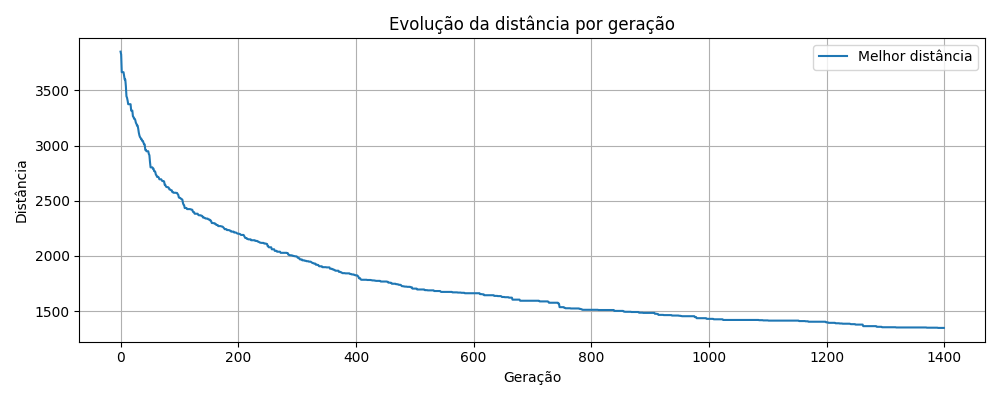 Evolução da distância por geração
Melhor distância
Distância
3500
3000
2500
2000
1500
0 200 400 600 800 1000 1200 1400
Geração